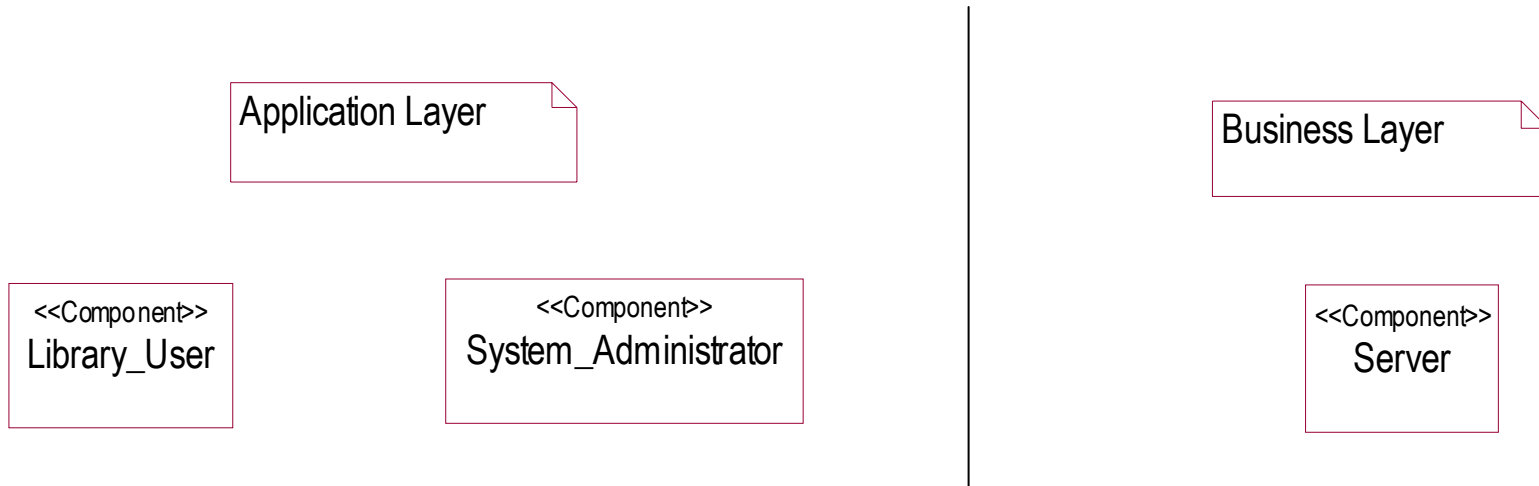 Application Layer
Business Layer
<<Component>>
Library_User
<<Component>>
System_Administrator
<<Component>>
Server